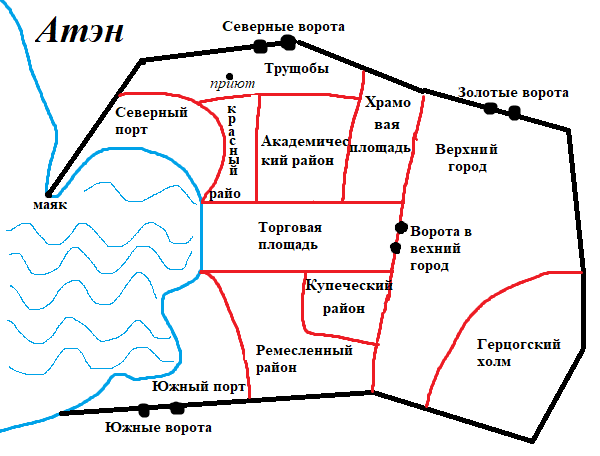 Атэн
Северные ворота
Трущобы
приют
Золотые ворота
Северный
порт
красный
райо
Академичес
кий район
Храмо
вая
площадь
Верхний
город
маяк
Торговая
площадь
Ворота в
вехний
город
Купеческий
район
Ремесленный
район
Герцогский
холм
Южный порт
Южные ворота